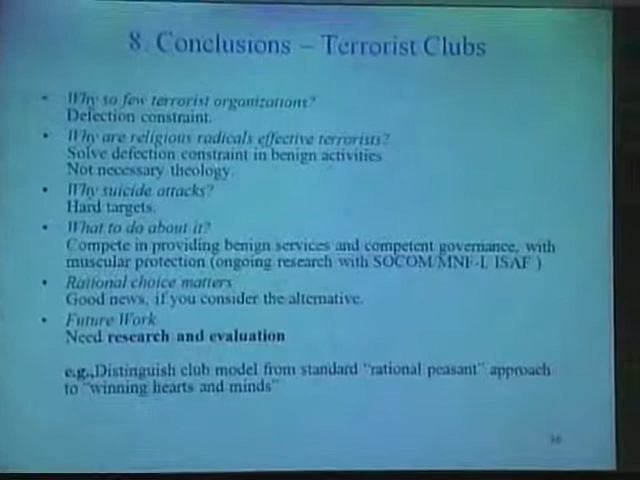 8. Conclusions – Terrorist Clubs
• Why so few terrorist organizations?
Defection constraint.
• Why are religious radicals effective terrorists?
Solve defection constraint in benign activities
Not necessary theology.
• Why suicide attacks?
Hard targets.
• What to do about it?
Compete in providing benign services and competent governance, with
muscular protection (ongoing research with SOCOM/MNF-I, ISAF )
• Rational choice matters
Good news, if you consider the alternative.
• Future Work
Need research and evaluation
e.g.,Distinguish club model from standard "rational peasant" approach
to "winning hearts and minds"